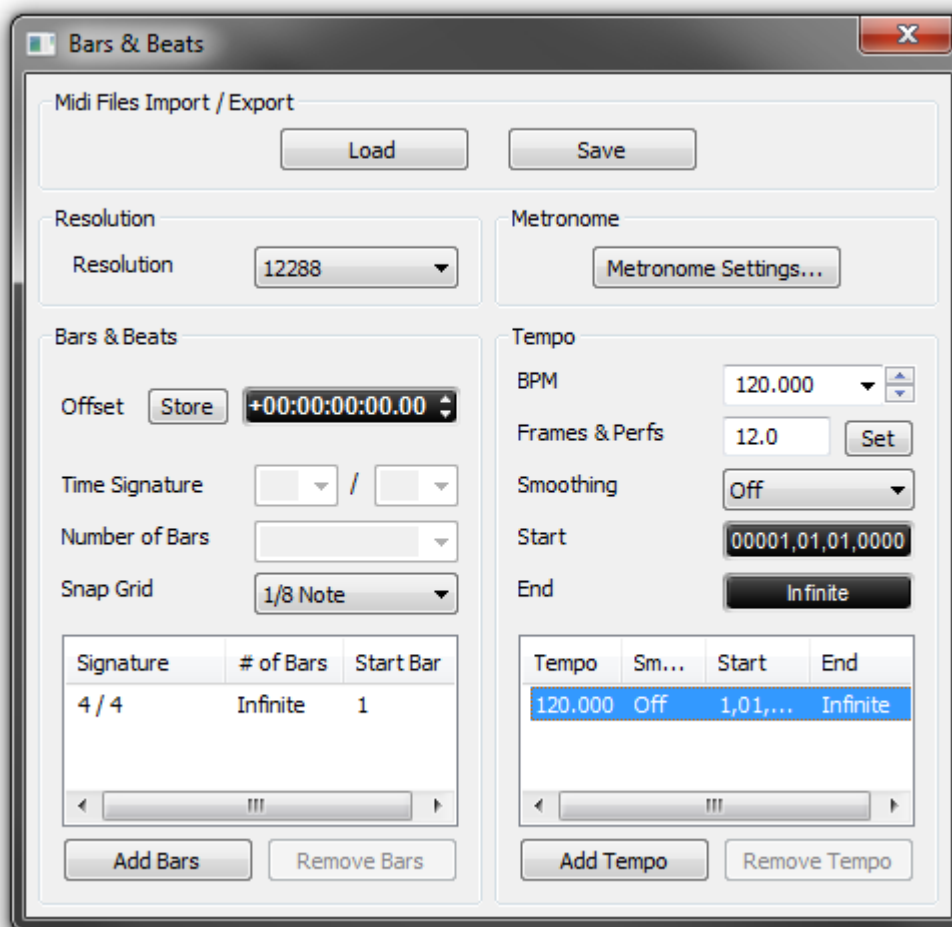 Bars & Beats
Midi Files Import / Export
Load Save
Resolution
Resolution 12288
Metronome
Metronome Settings...
Bars & Beats
Offset Store +00:00:00:00.00
Time Signature /
Number of Bars
Snap Grid 1/8 Note
Signature # of Bars Start Bar
4 / 4 Infinite 1
Add Bars Remove Bars
Tempo
BPM 120.000
Frames & Perfs 12.0 Set
Smoothing Off
Start 00001,01,01,0000
End Infinite
Tempo Sm... Start End
120.000 Off 1,01,... Infinite
Add Tempo Remove Tempo